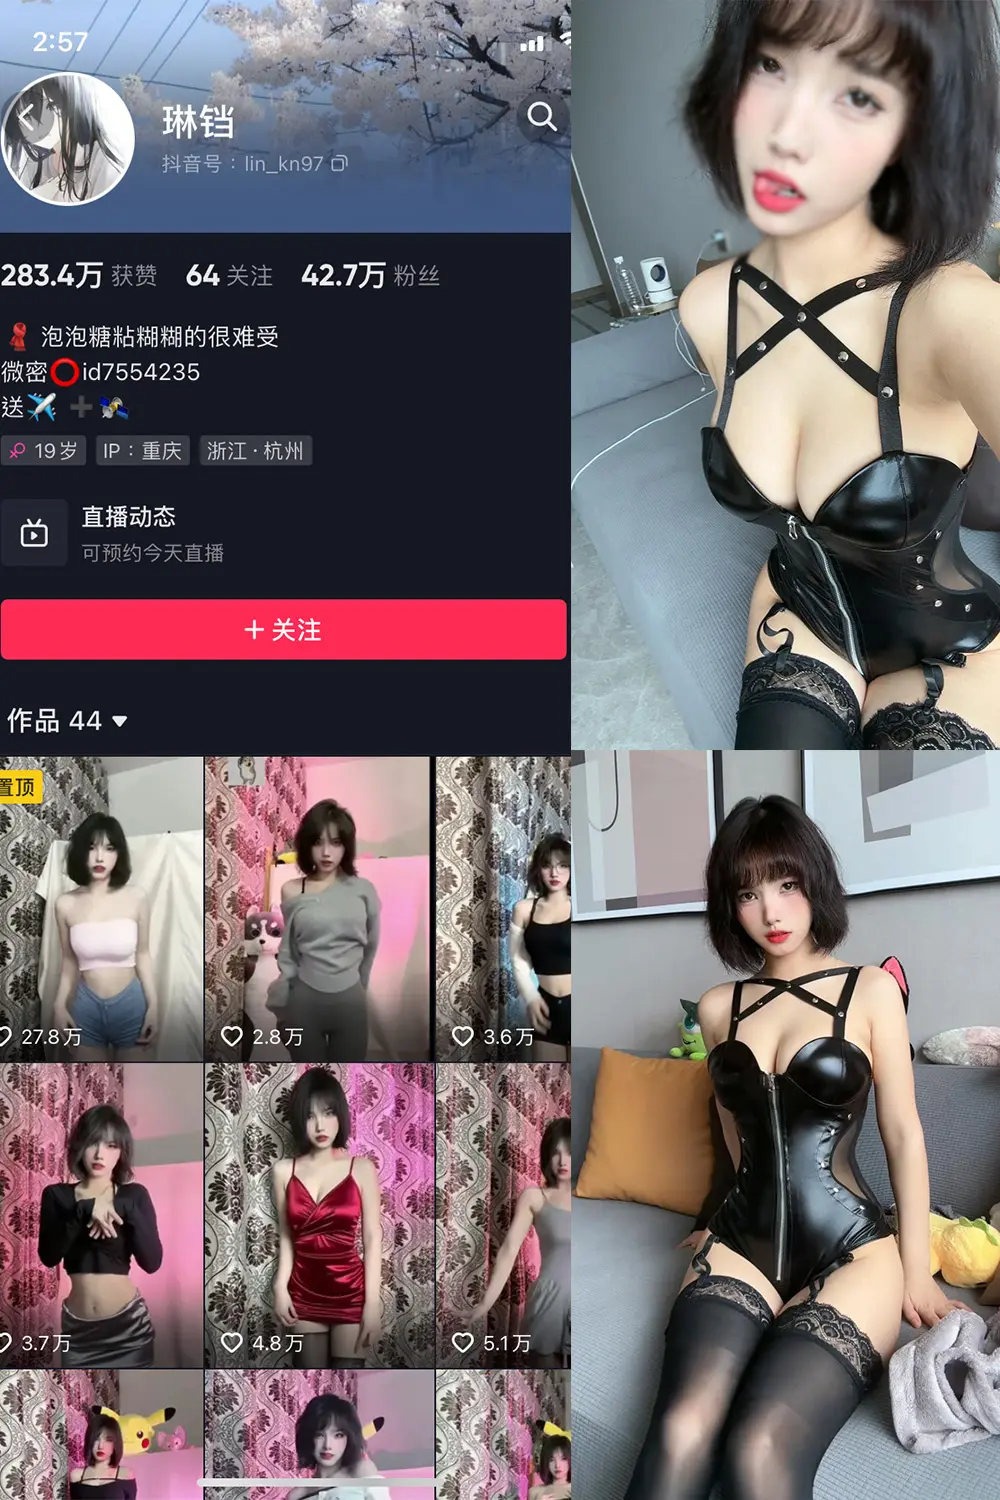 2:57
琳铛
抖音号：lin_kn97
283.4万 获赞 64 关注 42.7万 粉丝
泡泡糖粘糊糊的很难受
微密⭕id7554235
送✈️➕🛰️
19岁 IP：重庆 浙江·杭州
直播动态
可预约今天直播
+ 关注
作品 44
置顶
27.8万 2.8万 3.6万
3.7万 4.8万 5.1万